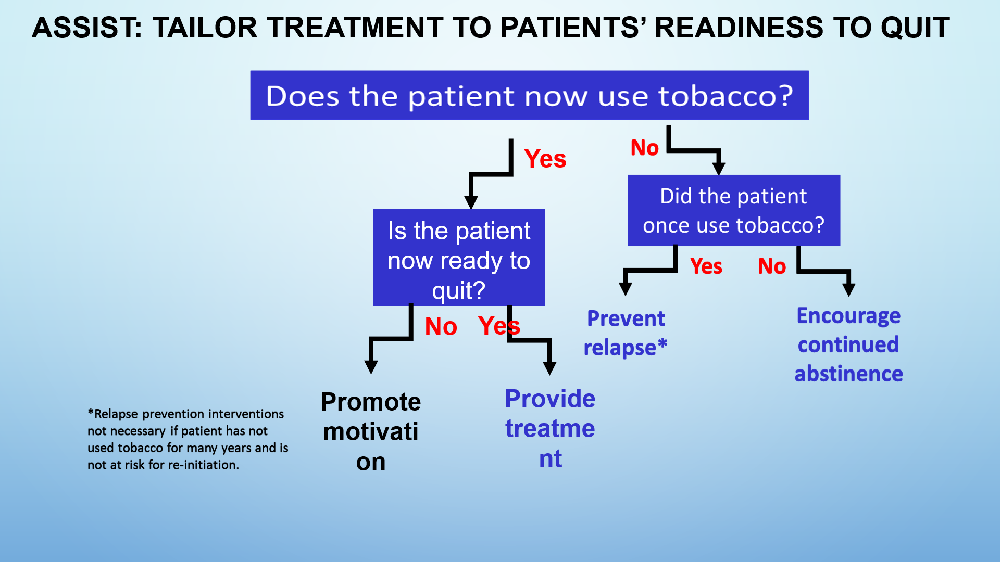 ASSIST: TAILOR TREATMENT TO PATIENTS’ READINESS TO QUIT
Does the patient now use tobacco?
Yes
No
Did the patient
once use tobacco?
Is the patient
now ready to
quit?
Yes
No
No
Yes
Prevent
relapse*
Encourage
continued
abstinence
Promote
motivati
on
Provide
treatme
nt
*Relapse prevention interventions
not necessary if patient has not
used tobacco for many years and is
not at risk for re-initiation.